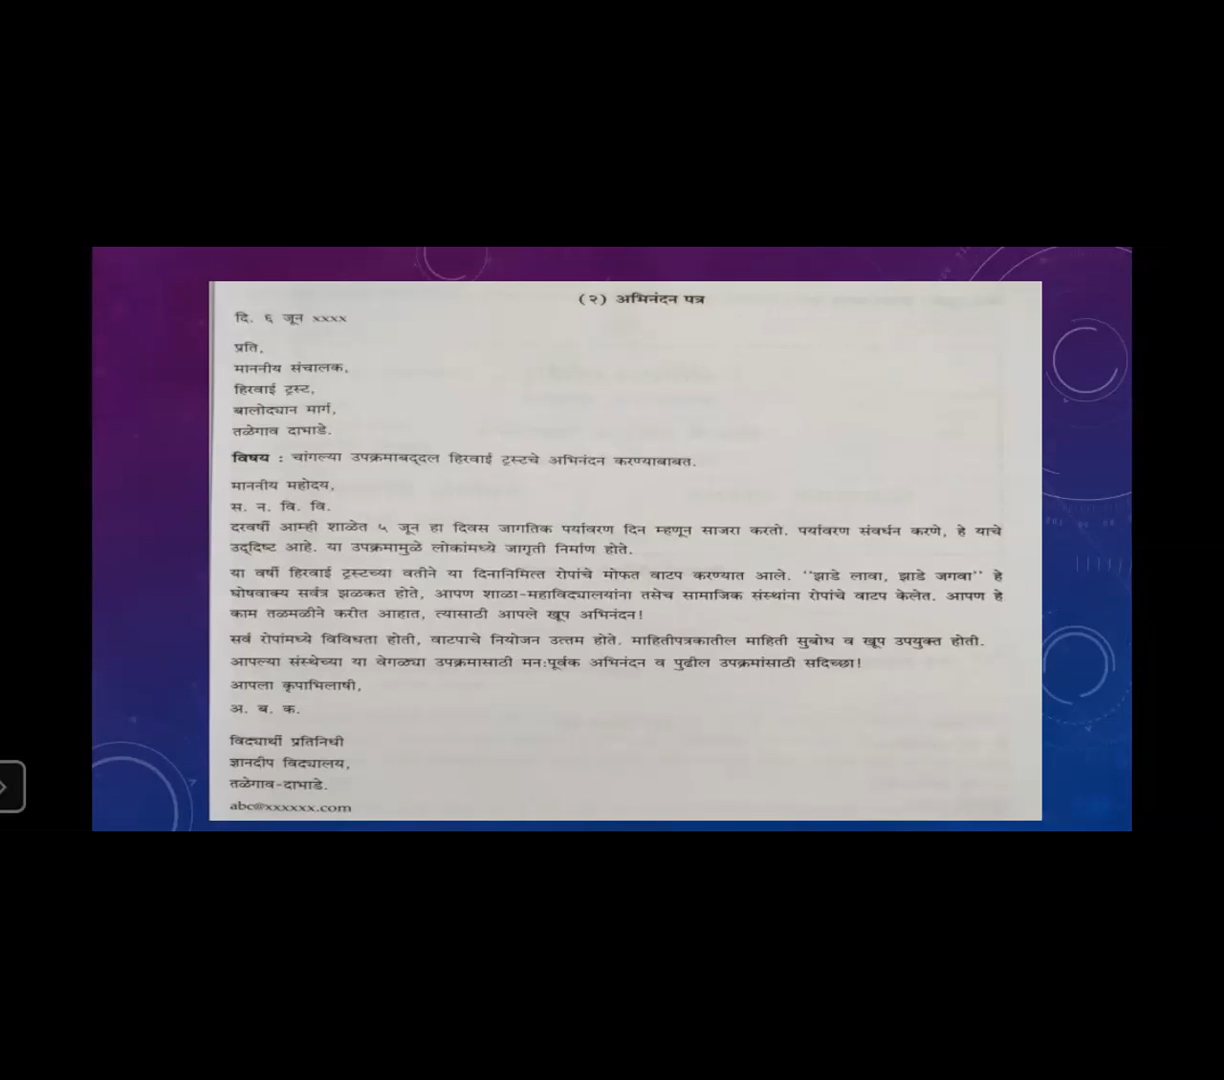 (२) अभिनंदन पत्र
दि. ६ जून xxxx
प्रति,
माननीय संचालक,
हिरवाई ट्रस्ट,
बालोद्यान मार्ग,
तळेगाव दाभाडे.
विषय : चांगल्या उपक्रमाबद्दल हिरवाई ट्रस्टचे अभिनंदन करण्याबाबत.
माननीय महोदय,
स. न. वि. वि.
दरवर्षी आम्ही शाळेत ५ जून हा दिवस जागतिक पर्यावरण दिन म्हणून साजरा करतो. पर्यावरण संवर्धन करणे, हे याचे
उद्दिष्ट आहे. या उपक्रमामुळे लोकांमध्ये जागृती निर्माण होते.
या वर्षी हिरवाई ट्रस्टच्या वतीने या दिनानिमित्त रोपांचे मोफत वाटप करण्यात आले. ‘‘झाडे लावा, झाडे जगवा’’ हे
घोषवाक्य सर्वत्र झळकत होते, आपण शाळा-महाविद्यालयांना तसेच सामाजिक संस्थांना रोपांचे वाटप केलेत. आपण हे
काम तळमळीने करीत आहात, त्यासाठी आपले खूप अभिनंदन!
सर्व रोपांमध्ये विविधता होती, वाटपाचे नियोजन उत्तम होते. माहितीपत्रकातील माहिती सुबोध व खूप उपयुक्त होती.
आपल्या संस्थेच्या या वेगळ्या उपक्रमासाठी मन:पूर्वक अभिनंदन व पुढील उपक्रमांसाठी सदिच्छा!
आपला कृपाभिलाषी,
अ. ब. क.
विद्यार्थी प्रतिनिधी
ज्ञानदीप विद्यालय,
तळेगाव-दाभाडे.
abc@xxxxxx.com